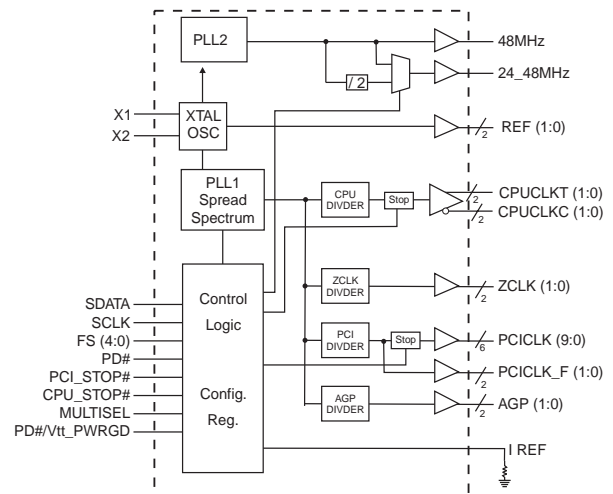 PLL2
48MHz
/ 2
24_48MHz
X1
X2
XTAL
OSC
2
REF (1:0)
PLL1
Spread
Spectrum
CPU
DIVDER
Stop
2
CPUCLKT (1:0)
2
CPUCLKC (1:0)
ZCLK
DIVDER
2
ZCLK (1:0)
SDATA
SCLK
FS (4:0)
PD#
PCI_STOP#
CPU_STOP#
MULTISEL
PD#/Vtt_PWRGD
Control
Logic
Config.
Reg.
PCI
DIVDER
Stop
6
PCICLK (9:0)
2
PCICLK_F (1:0)
AGP
DIVDER
2
AGP (1:0)
I REF